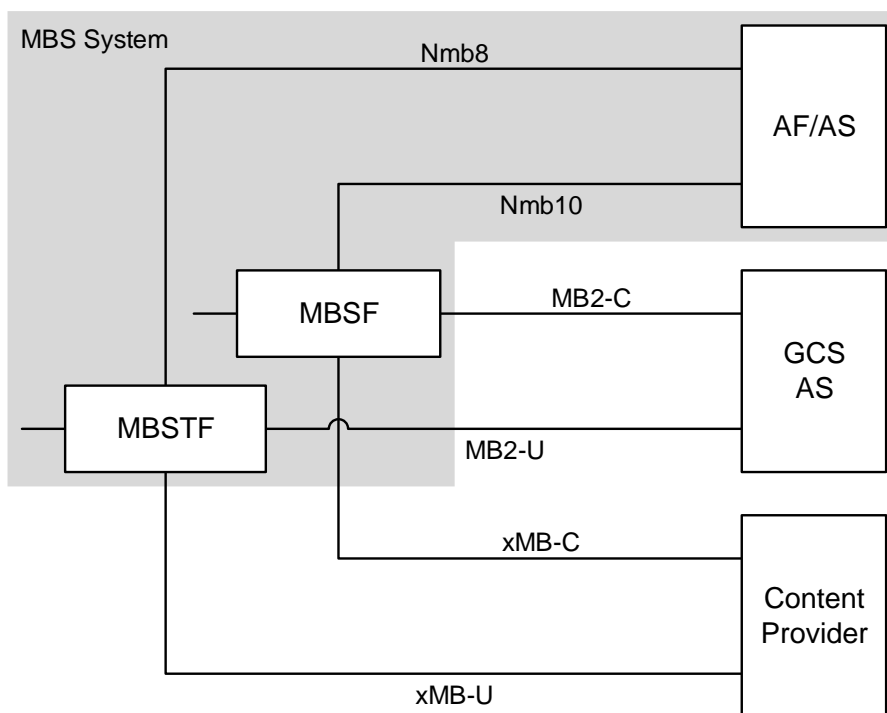 MBS System
Nmb8
AF/AS
Nmb10
MBSF
MB2-C
GCS
AS
MBSTF
MB2-U
xMB-C
Content
Provider
xMB-U